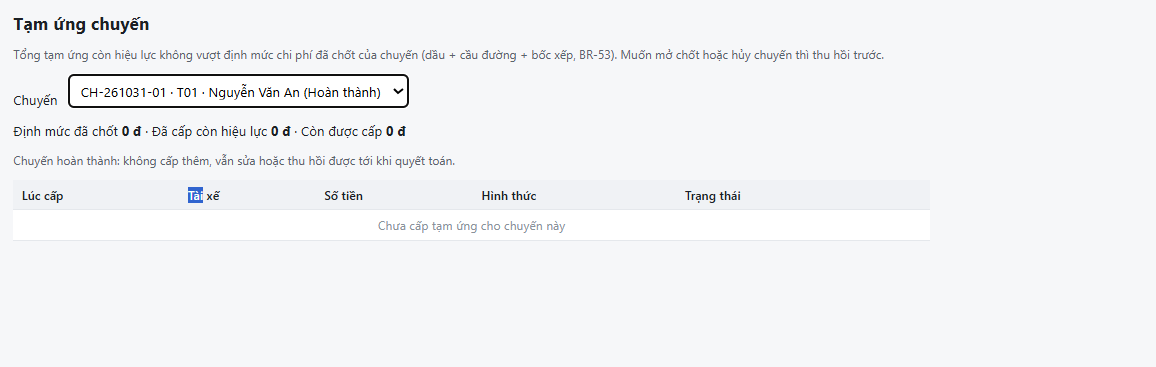 Tạm ứng chuyến
Tổng tạm ứng còn hiệu lực không vượt định mức chi phí đã chốt của chuyến (dầu + cầu đường + bốc xếp, BR-53). Muốn mở chốt hoặc hủy chuyến thì thu hồi trước.
Chuyến CH-261031-01 · T01 · Nguyễn Văn An (Hoàn thành)
Định mức đã chốt 0 đ · Đã cấp còn hiệu lực 0 đ · Còn được cấp 0 đ
Chuyến hoàn thành: không cấp thêm, vẫn sửa hoặc thu hồi được tới khi quyết toán.
Lúc cấp Tài xế Số tiền Hình thức Trạng thái
Chưa cấp tạm ứng cho chuyến này